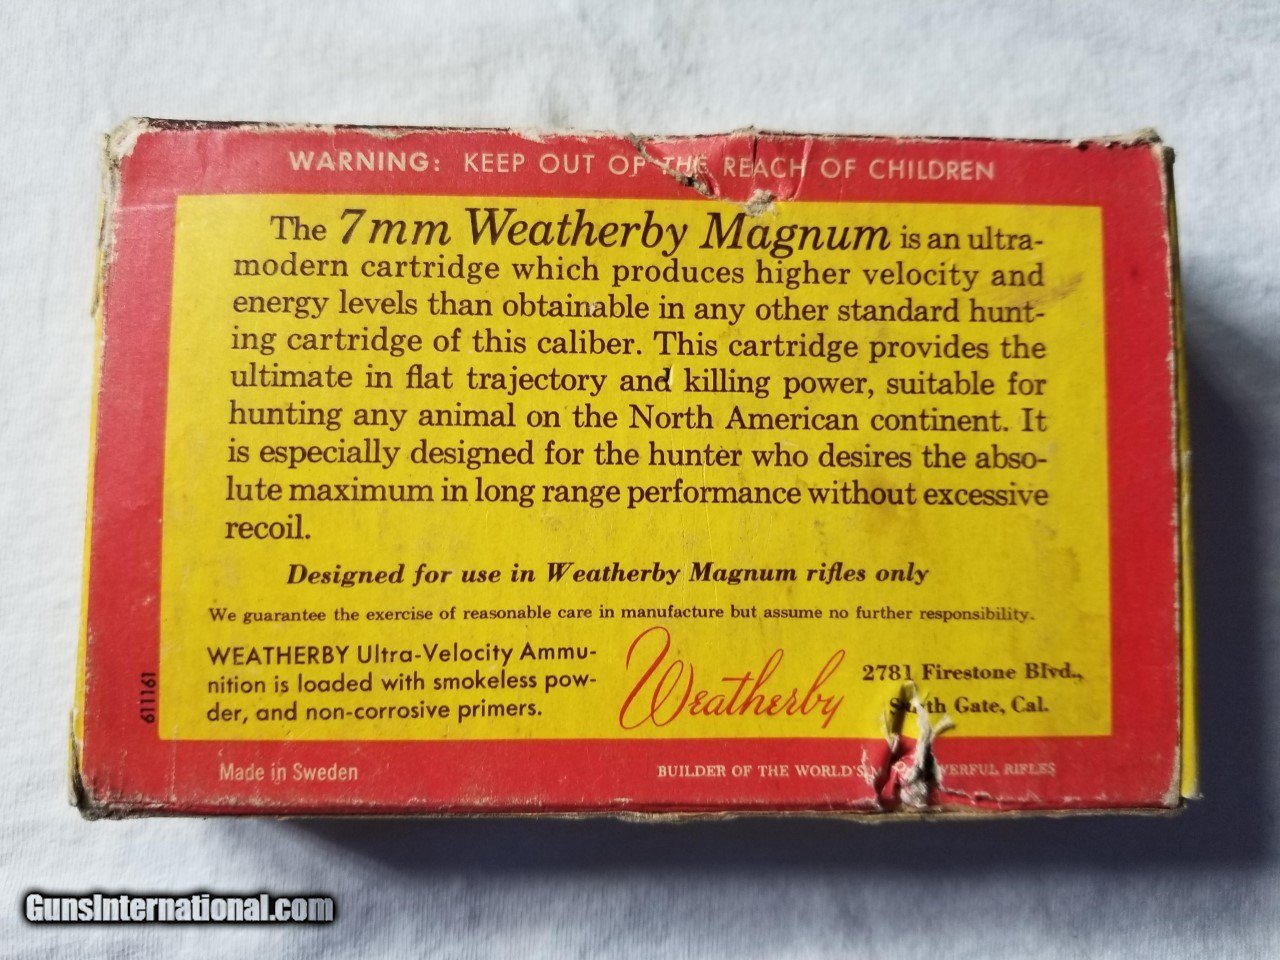 WARNING: KEEP OUT OF THE REACH OF CHILDREN
The 7mm Weatherby Magnum is an ultra-
modern cartridge which produces higher velocity and
energy levels than obtainable in any other standard hunt-
ing cartridge of this caliber. This cartridge provides the
ultimate in flat trajectory and killing power, suitable for
hunting any animal on the North American continent. It
is especially designed for the hunter who desires the abso-
lute maximum in long range performance without excessive
recoil.
Designed for use in Weatherby Magnum rifles only
We guarantee the exercise of reasonable care in manufacture but assume no further responsibility.
WEATHERBY Ultra-Velocity Ammu-
nition is loaded with smokeless pow-
der, and non-corrosive primers.
Weatherby
2781 Firestone Blvd.,
South Gate, Cal.
611161
Made in Sweden
BUILDER OF THE WORLD'S RIFLES
GunsInternational.com